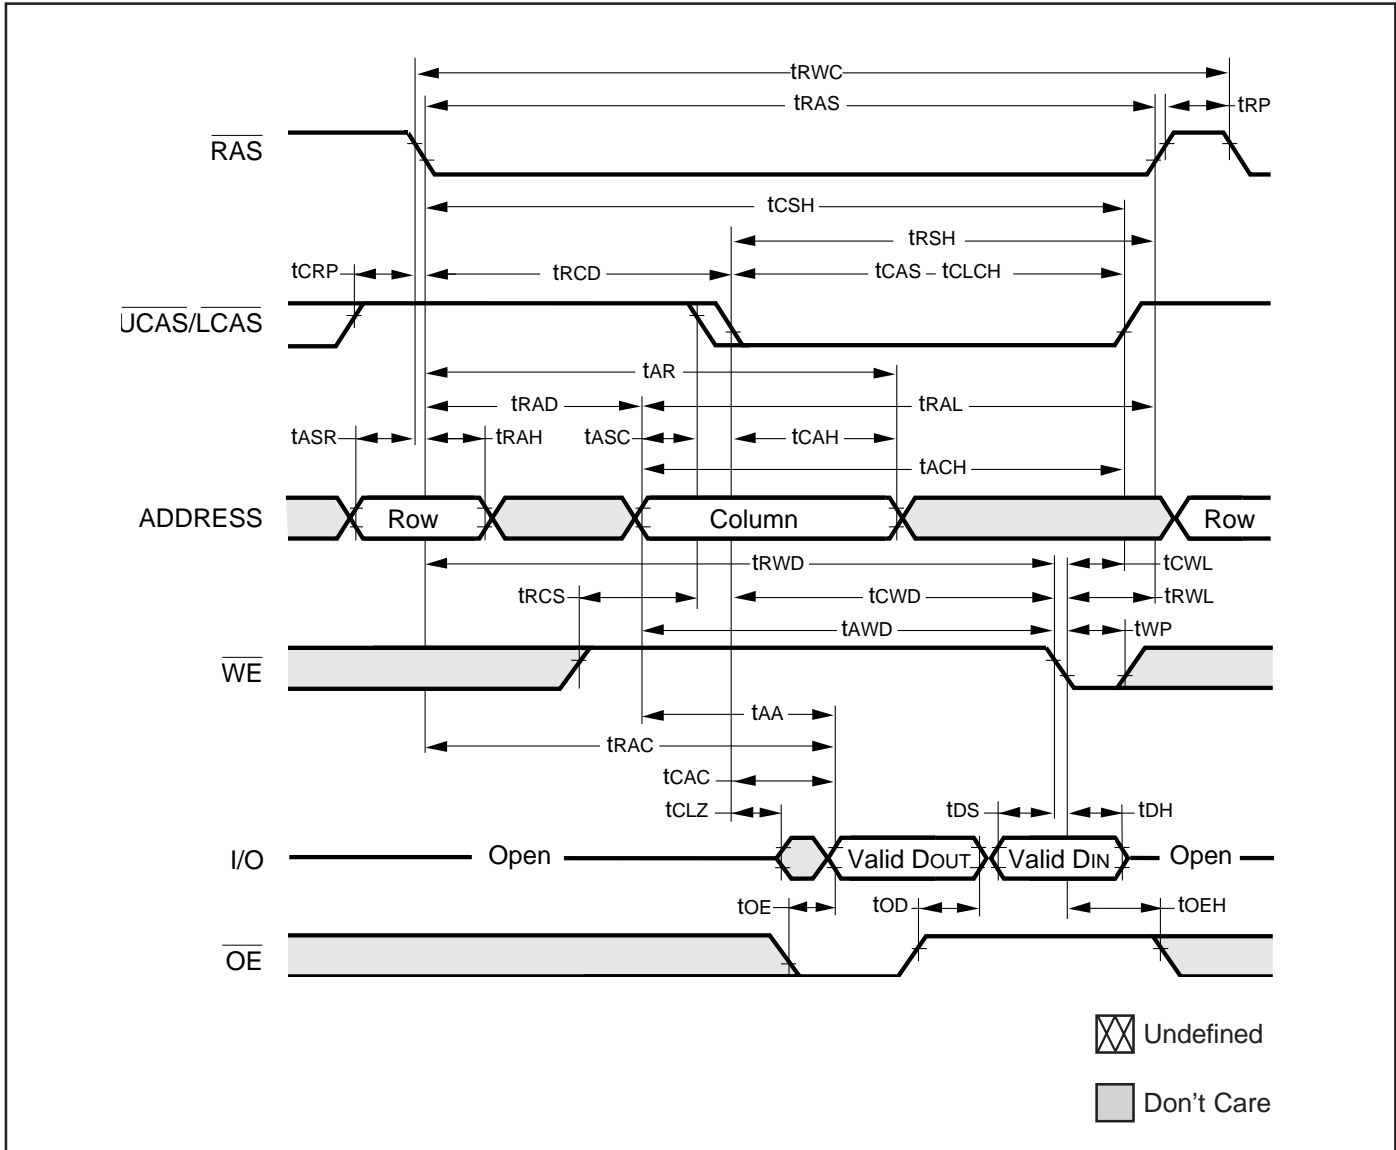 tRWC
tRAS tRP
RAS
tCSH
tRSH
tCRP tRCD tCAS – tCLCH
UCAS/LCAS
tAR
tRAD tRAL
tASR tRAH tASC tCAH
tACH
ADDRESS Row Column Row
tRWD tCWL
tRCS tCWD tRWL
tAWD tWP
WE
tAA
tRAC
tCAC
tCLZ tDS tDH
I/O Open Valid DOUT Valid DIN Open
tOE tOD tOEH
OE
Undefined
Don't Care